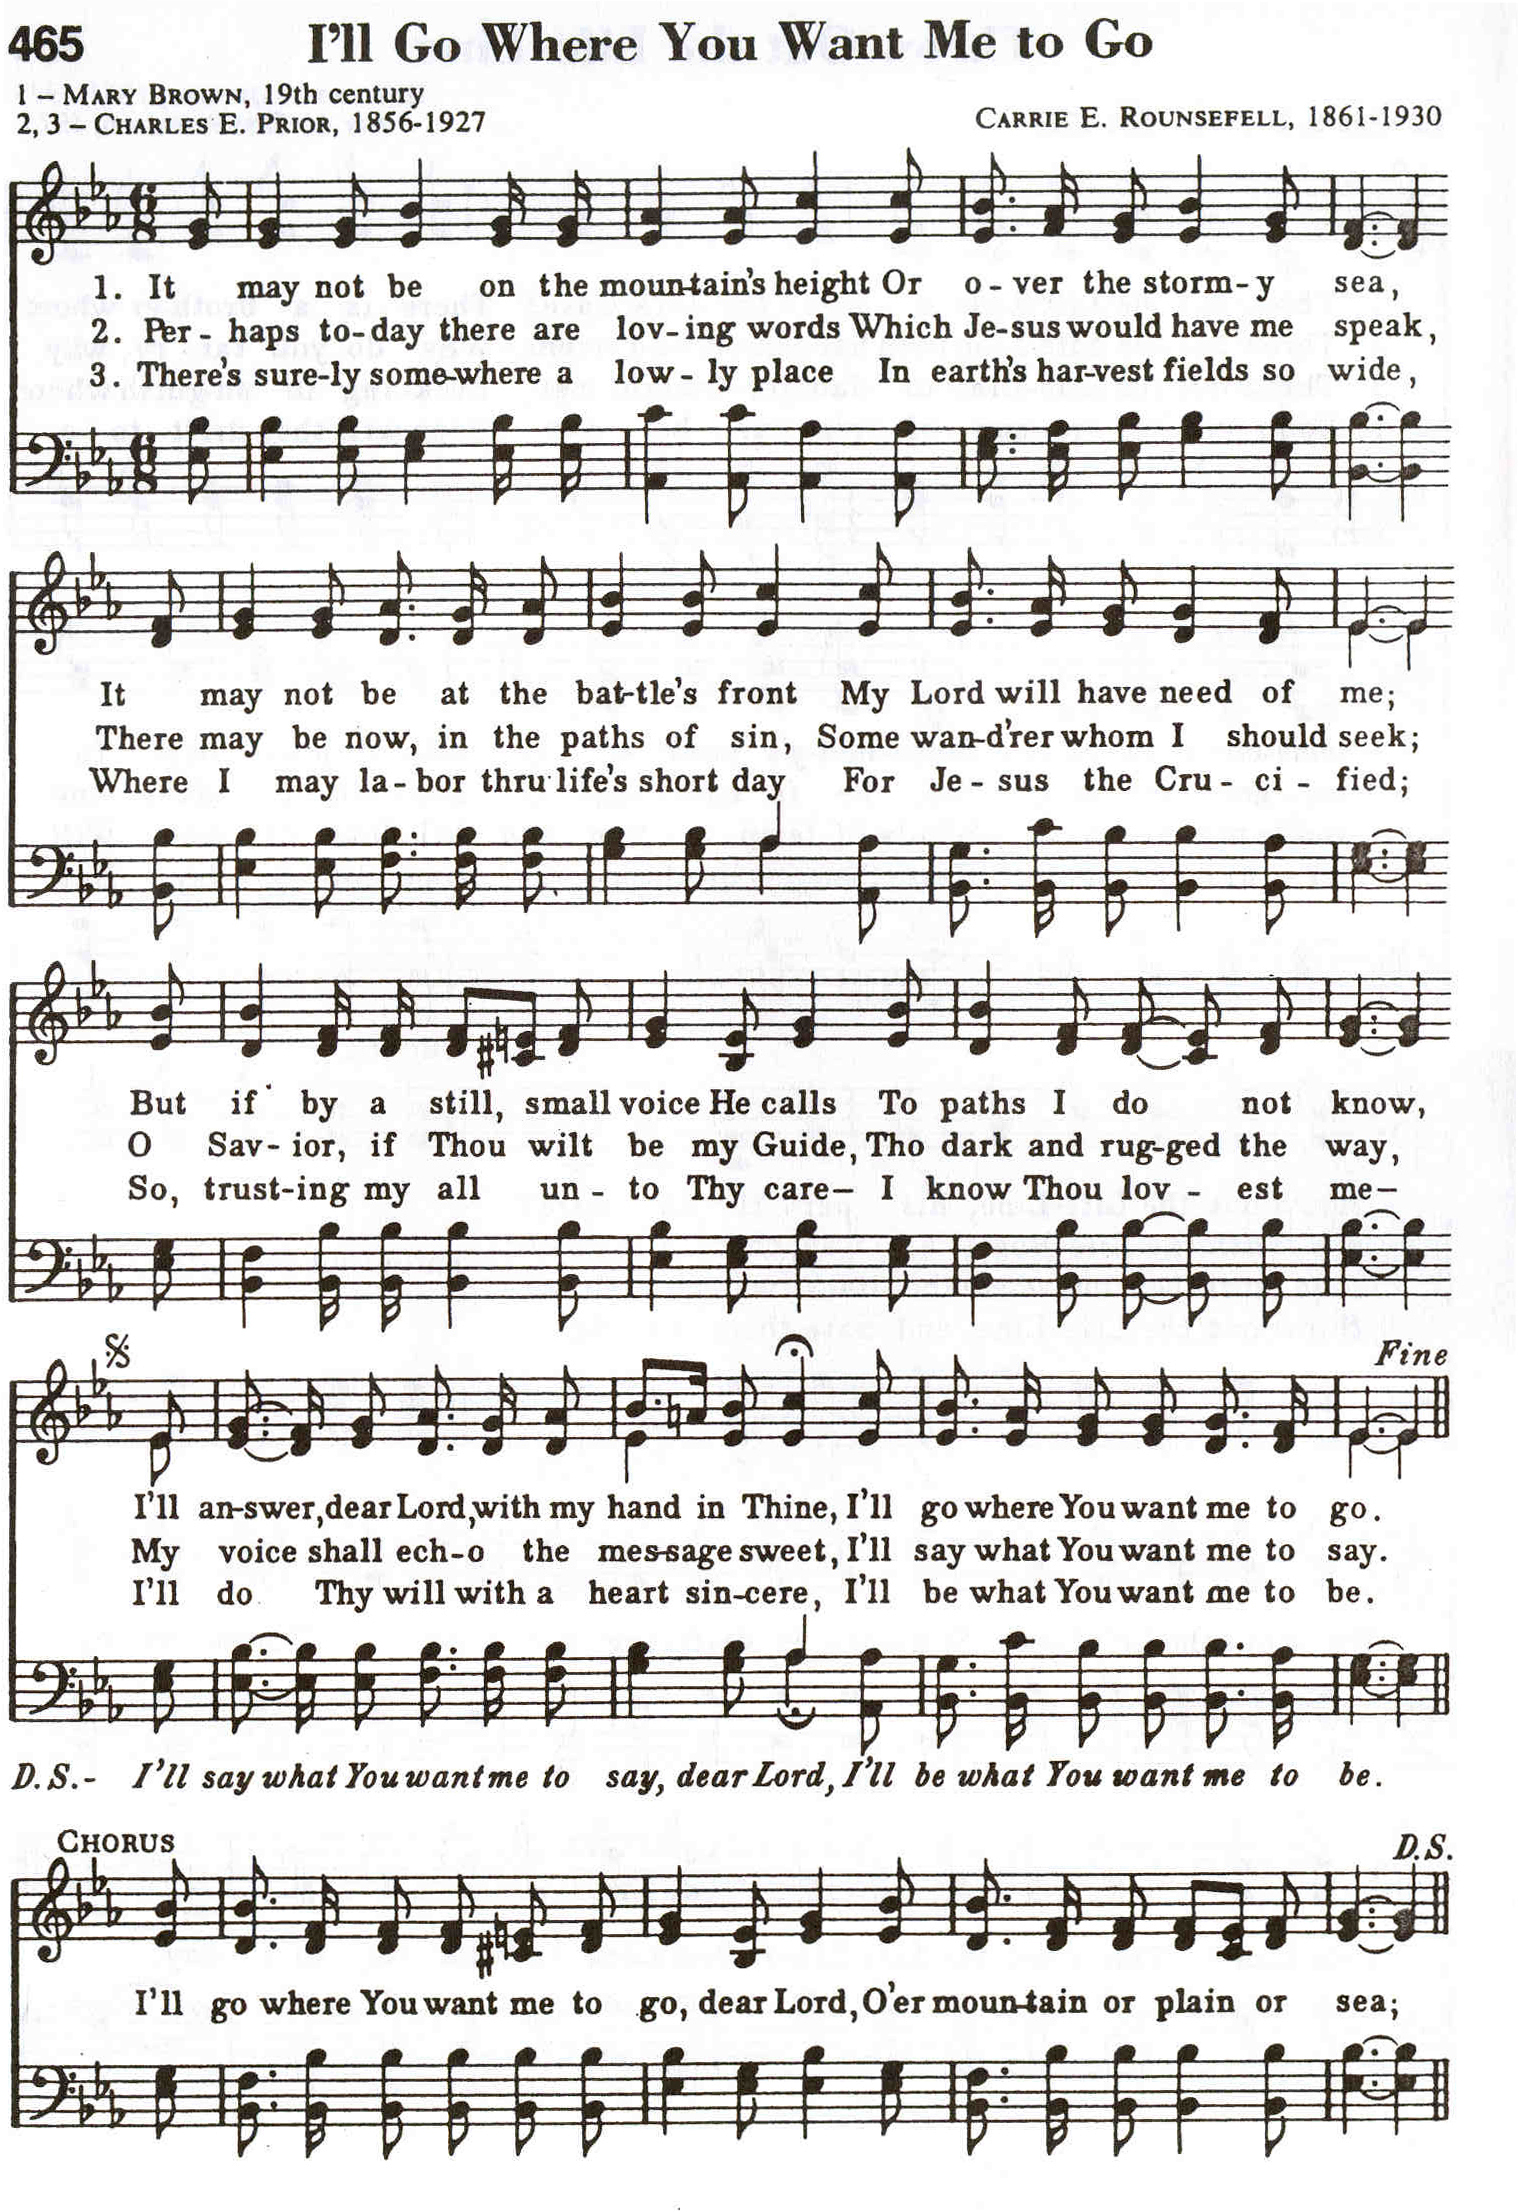 465 I'll Go Where You Want Me to Go
1 – MARY BROWN, 19th century
2, 3 – CHARLES E. PRIOR, 1856-1927
CARRIE E. ROUNSEFELL, 1861-1930
1. It may not be on the moun-tain's height Or o - ver the storm - y sea,
2. Per - haps to-day there are lov - ing words Which Je-sus would have me speak,
3. There's sure-ly some-where a low - ly place In earth's har-vest fields so wide,
It may not be at the bat-tle's front My Lord will have need of me;
There may be now, in the paths of sin, Some wan-d'rer whom I should seek;
Where I may la - bor thru life's short day For Je - sus the Cru - ci - fied;
But if by a still, small voice He calls To paths I do not know,
O Sav - ior, if Thou wilt be my Guide, Tho dark and rug-ged the way,
So, trust-ing my all un - to Thy care – I know Thou lov - est me –
Fine
I'll an-swer, dear Lord, with my hand in Thine, I'll go where You want me to go.
My voice shall ech-o the mes-sage sweet, I'll say what You want me to say.
I'll do Thy will with a heart sin-cere, I'll be what You want me to be.
D.S.- I'll say what You want me to say, dear Lord, I'll be what You want me to be.
CHORUS D.S.
I'll go where You want me to go, dear Lord, O'er moun-tain or plain or sea;